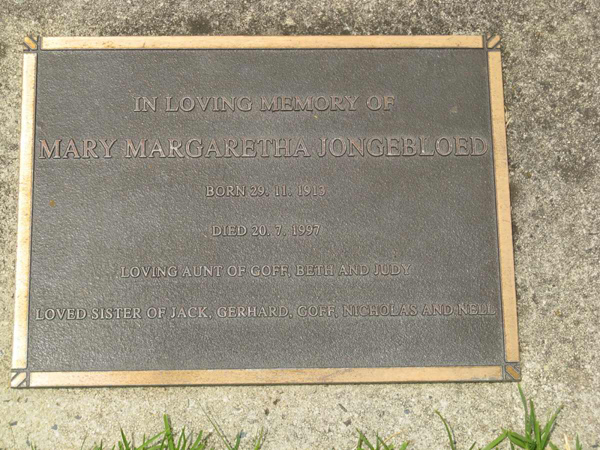 IN LOVING MEMORY OF
MARY MARGARETHA JONGEBLOED
BORN 29. 11. 1913
DIED 20. 7. 1997
LOVING AUNT OF GOFF, BETH AND JUDY
LOVED SISTER OF JACK, GERHARD, GOFF, NICHOLAS AND NELL